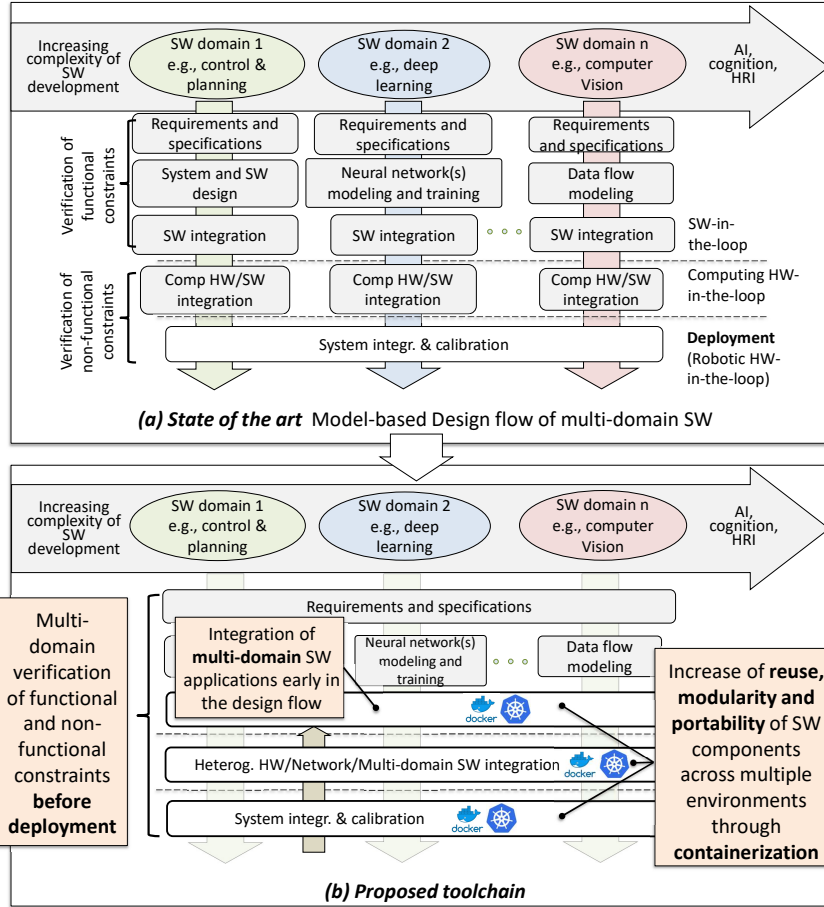 Increasing
complexity of
SW
development
SW domain 1
e.g., control &
planning
SW domain 2
e.g., deep
learning
SW domain n
e.g., computer
Vision
AI,
cognition,
HRI
Verification of
functional
constraints
Requirements and
specifications
Requirements and
specifications
Requirements
and specifications
System and SW
design
Neural network(s)
modeling and training
Data flow
modeling
SW integration
SW integration
SW integration
SW-in-
the-loop
Verification of
non-functional
constraints
Comp HW/SW
integration
Comp HW/SW
integration
Comp HW/SW
integration
Computing HW-
in-the-loop
System integr. & calibration
Deployment
(Robotic HW-
in-the-loop)
(a) State of the art Model-based Design flow of multi-domain SW
Increasing
complexity of
SW
development
SW domain 1
e.g., control &
planning
SW domain 2
e.g., deep
learning
SW domain n
e.g., computer
Vision
AI,
cognition,
HRI
Multi-
domain
verification
of functional
and non-
functional
constraints
before
deployment
Requirements and specifications
Integration of
multi-domain SW
applications early in
the design flow
Neural network(s)
modeling and
training
Data flow
modeling
Increase of reuse,
modularity and
portability of SW
components
across multiple
environments
through
containerization
docker
Heterog. HW/Network/Multi-domain SW integration
docker
System integr. & calibration
docker
(b) Proposed toolchain